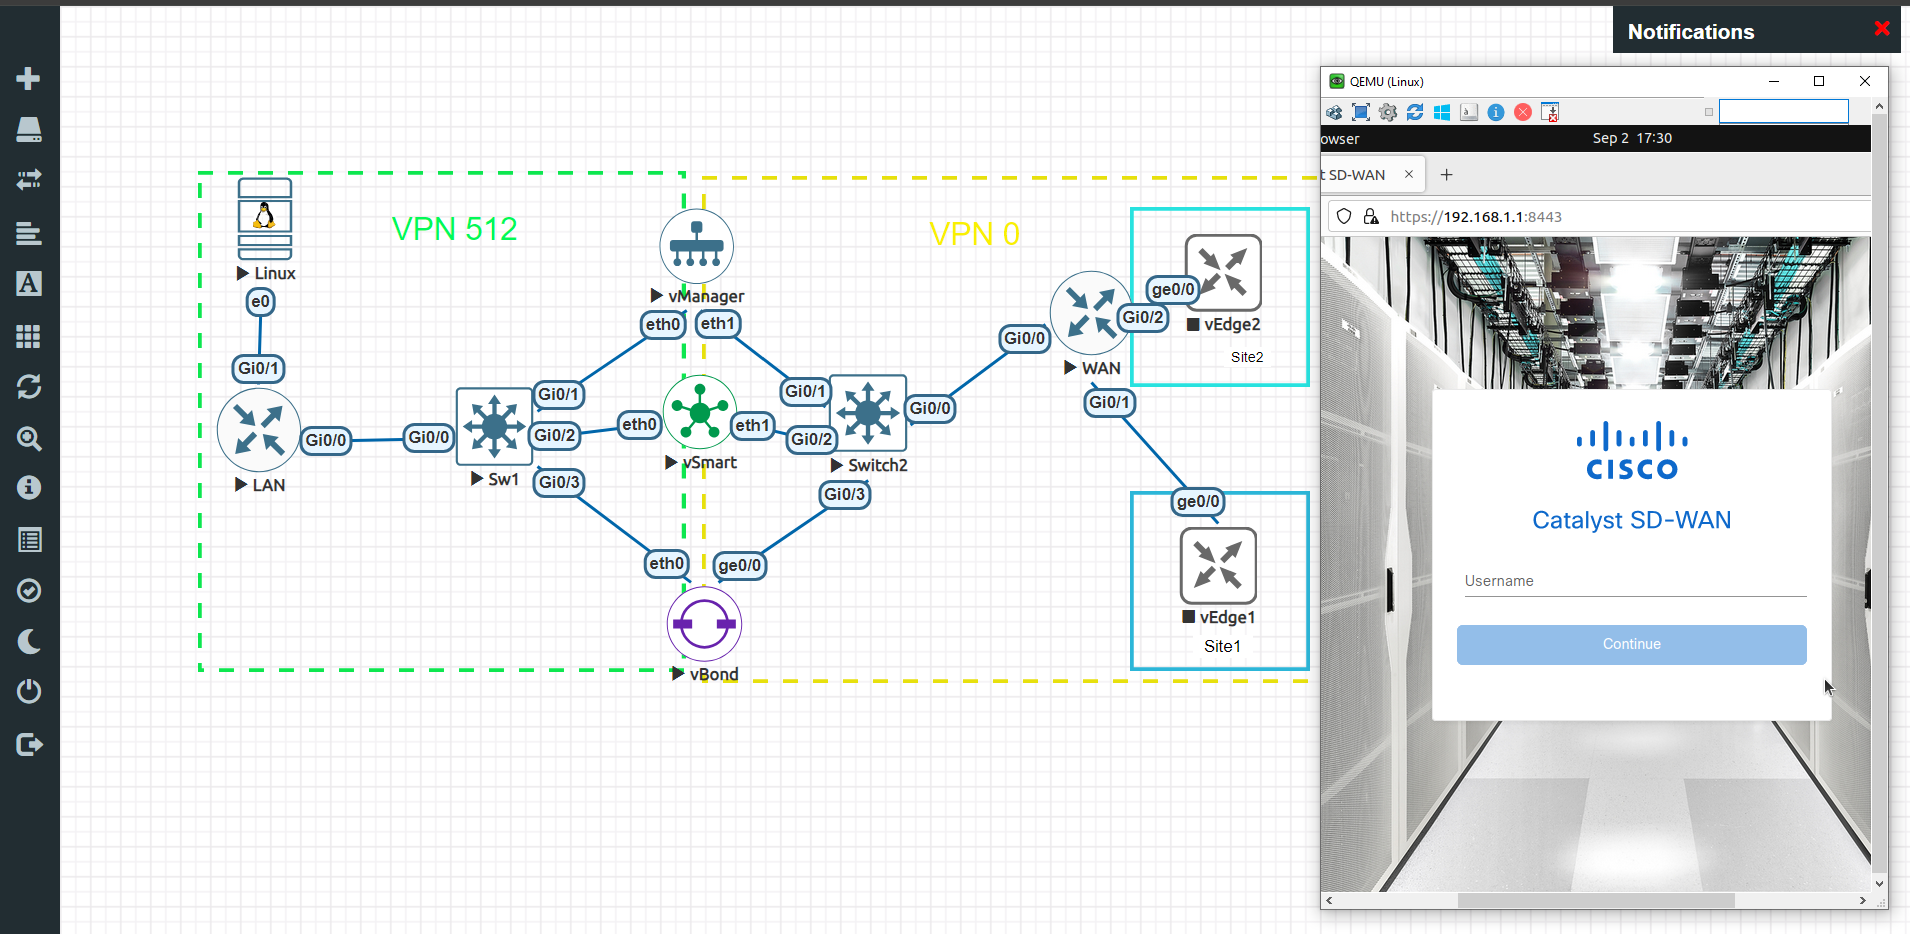 Notifications
QEMU (Linux)
owser
Sep 2 17:30
t SD-WAN
https://192.168.1.1:8443
VPN 512
VPN 0
Linux
e0
Gi0/1
LAN
Gi0/0
Gi0/0
Sw1
Gi0/1
Gi0/2
Gi0/3
vManager
eth0
eth1
eth0
vSmart
eth1
eth0
ge0/0
vBond
Gi0/1
Gi0/2
Gi0/0
Switch2
Gi0/3
Gi0/0
WAN
Gi0/2
Gi0/1
ge0/0
vEdge2
Site2
ge0/0
vEdge1
Site1
CISCO
Catalyst SD-WAN
Username
Continue